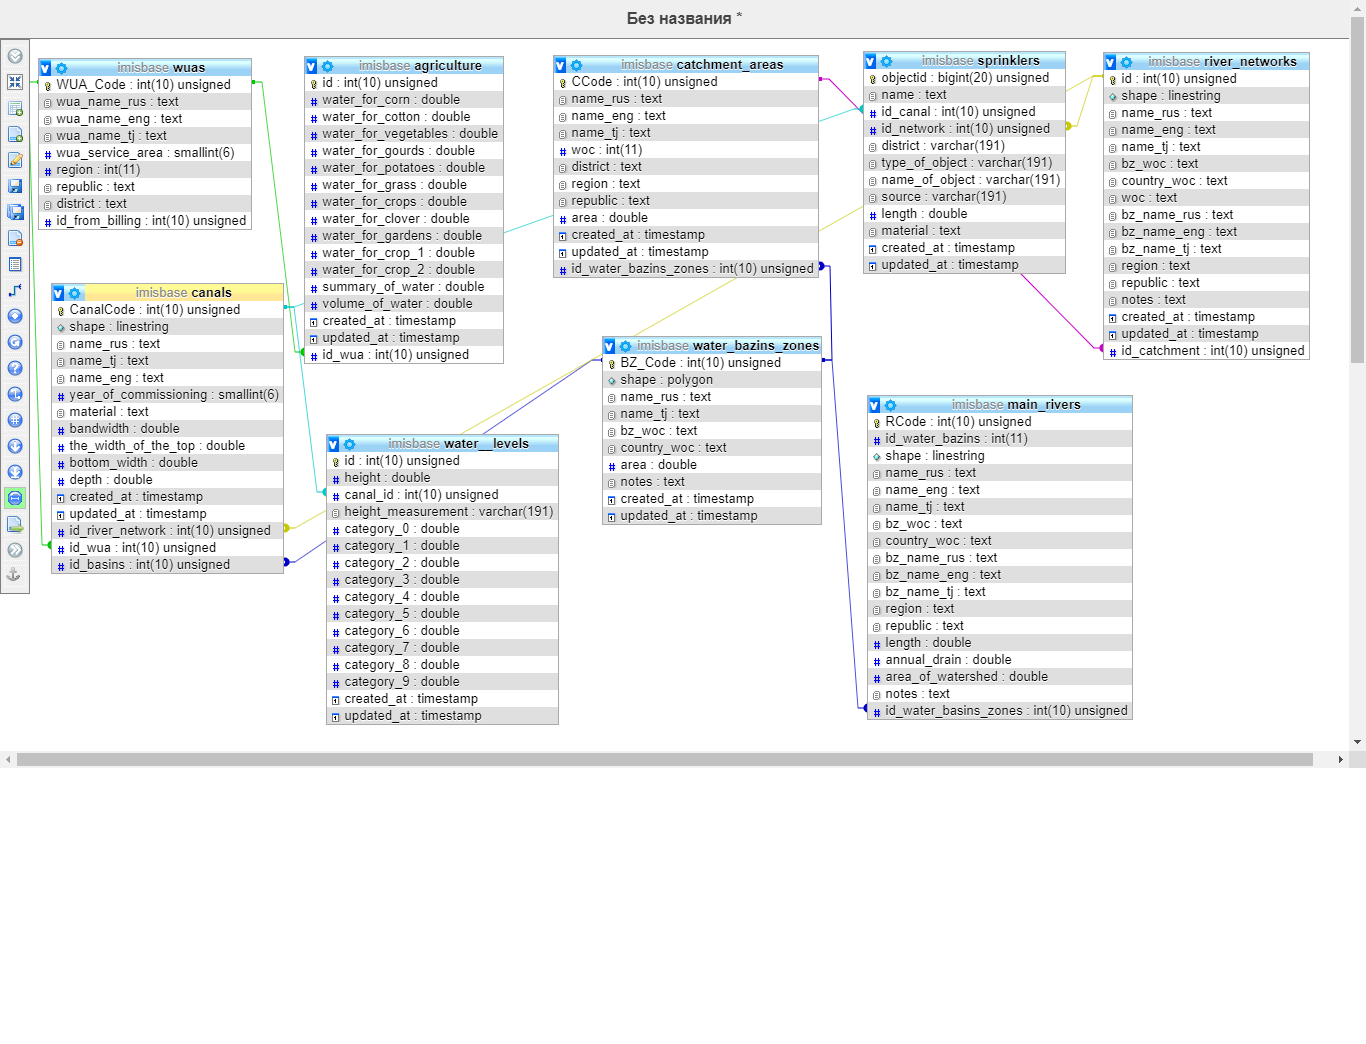 Без названия *
imisbase wuas
WUA_Code : int(10) unsigned
wua_name_rus : text
wua_name_eng : text
wua_name_tj : text
wua_service_area : smallint(6)
region : int(11)
republic : text
district : text
id_from_billing : int(10) unsigned
imisbase canals
CanalCode : int(10) unsigned
shape : linestring
name_rus : text
name_tj : text
name_eng : text
year_of_commissioning : smallint(6)
material : text
bandwidth : double
the_width_of_the_top : double
bottom_width : double
depth : double
created_at : timestamp
updated_at : timestamp
id_river_network : int(10) unsigned
id_wua : int(10) unsigned
id_basins : int(10) unsigned
imisbase agriculture
id : int(10) unsigned
water_for_corn : double
water_for_cotton : double
water_for_vegetables : double
water_for_gourds : double
water_for_potatoes : double
water_for_grass : double
water_for_crops : double
water_for_clover : double
water_for_gardens : double
water_for_crop_1 : double
water_for_crop_2 : double
summary_of_water : double
volume_of_water : double
created_at : timestamp
updated_at : timestamp
id_wua : int(10) unsigned
imisbase water__levels
id : int(10) unsigned
height : double
canal_id : int(10) unsigned
height_measurement : varchar(191)
category_0 : double
category_1 : double
category_2 : double
category_3 : double
category_4 : double
category_5 : double
category_6 : double
category_7 : double
category_8 : double
category_9 : double
created_at : timestamp
updated_at : timestamp
imisbase catchment_areas
CCode : int(10) unsigned
name_rus : text
name_eng : text
name_tj : text
woc : int(11)
district : text
region : text
republic : text
area : double
created_at : timestamp
updated_at : timestamp
id_water_bazins_zones : int(10) unsigned
imisbase water_bazins_zones
BZ_Code : int(10) unsigned
shape : polygon
name_rus : text
name_tj : text
bz_woc : text
country_woc : text
area : double
notes : text
created_at : timestamp
updated_at : timestamp
imisbase sprinklers
objectid : bigint(20) unsigned
name : text
id_canal : int(10) unsigned
id_network : int(10) unsigned
district : varchar(191)
type_of_object : varchar(191)
name_of_object : varchar(191)
source : varchar(191)
length : double
material : text
created_at : timestamp
updated_at : timestamp
imisbase main_rivers
RCode : int(10) unsigned
id_water_bazins : int(11)
shape : linestring
name_rus : text
name_eng : text
name_tj : text
bz_woc : text
country_woc : text
bz_name_rus : text
bz_name_eng : text
bz_name_tj : text
region : text
republic : text
length : double
annual_drain : double
area_of_watershed : double
notes : text
id_water_basins_zones : int(10) unsigned
imisbase river_networks
id : int(10) unsigned
shape : linestring
name_rus : text
name_eng : text
name_tj : text
bz_woc : text
country_woc : text
woc : text
bz_name_rus : text
bz_name_eng : text
bz_name_tj : text
region : text
republic : text
notes : text
created_at : timestamp
updated_at : timestamp
id_catchment : int(10) unsigned